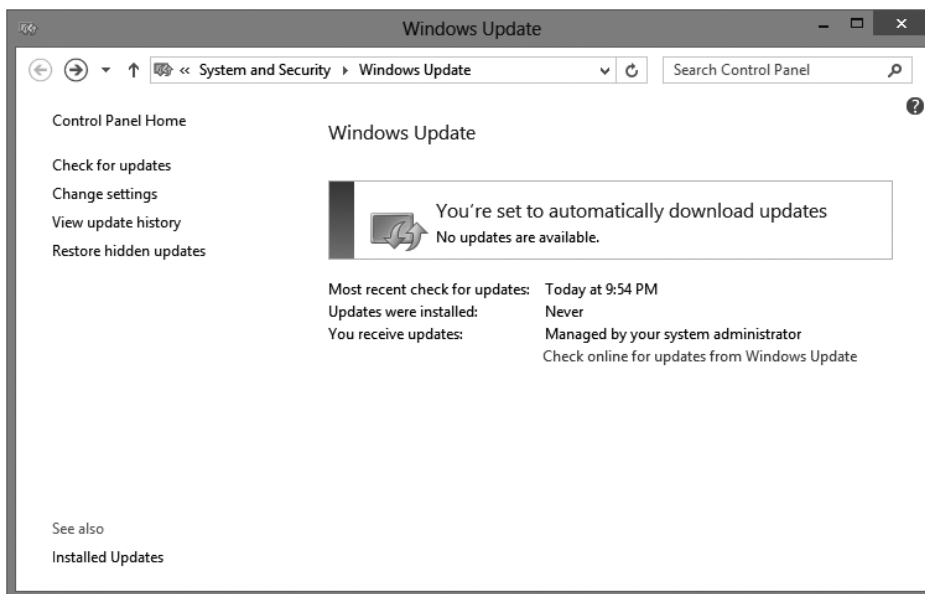 Windows Update
« System and Security ▸ Windows Update
Search Control Panel
Control Panel Home
Check for updates
Change settings
View update history
Restore hidden updates
Windows Update
You're set to automatically download updates
No updates are available.
Most recent check for updates: Today at 9:54 PM
Updates were installed: Never
You receive updates: Managed by your system administrator
Check online for updates from Windows Update
See also
Installed Updates